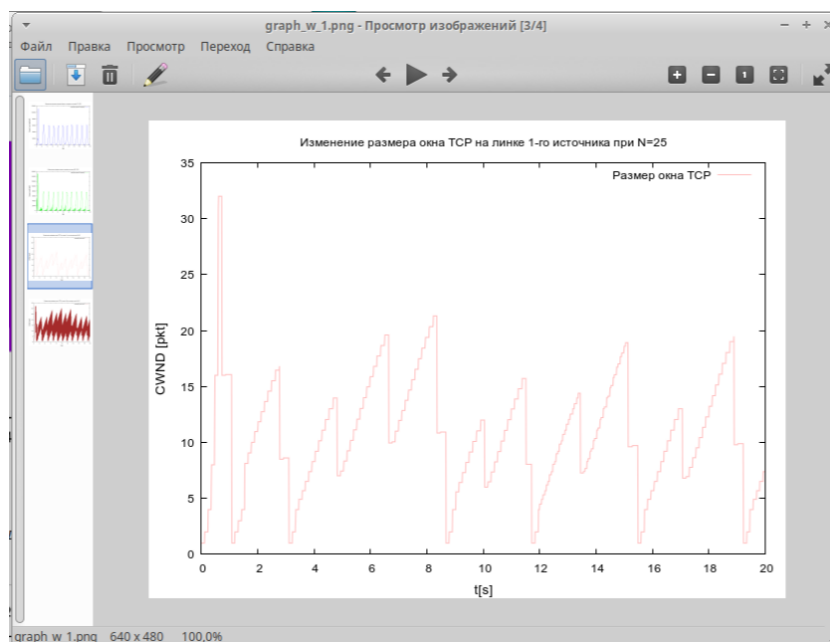 graph_w_1.png - Просмотр изображений [3/4]
Файл Правка Просмотр Переход Справка
Изменение размера окна TCP на линке 1-го источника при N=25
Размер окна TCP
35
30
25
20
15
10
5
0
CWND [pkt]
0 2 4 6 8 10 12 14 16 18 20
t[s]
graph_w_1.png 640 x 480 100,0%